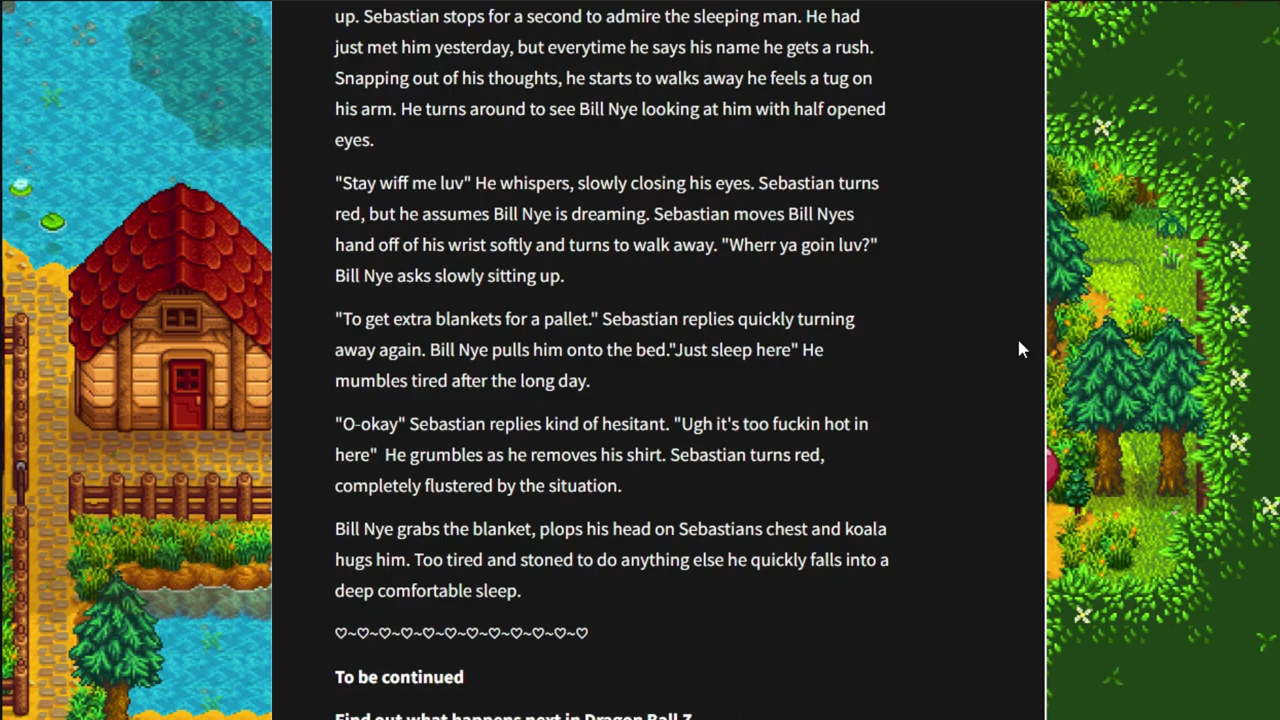 up. Sebastian stops for a second to admire the sleeping man. He had
just met him yesterday, but everytime he says his name he gets a rush.
Snapping out of his thoughts, he starts to walks away he feels a tug on
his arm. He turns around to see Bill Nye looking at him with half opened
eyes.
"Stay wiff me luv" He whispers, slowly closing his eyes. Sebastian turns
red, but he assumes Bill Nye is dreaming. Sebastian moves Bill Nyes
hand off of his wrist softly and turns to walk away. "Wherr ya goin luv?"
Bill Nye asks slowly sitting up.
"To get extra blankets for a pallet." Sebastian replies quickly turning
away again. Bill Nye pulls him onto the bed."Just sleep here" He
mumbles tired after the long day.
"O-okay" Sebastian replies kind of hesitant. "Ugh it's too fuckin hot in
here"  He grumbles as he removes his shirt. Sebastian turns red,
completely flustered by the situation.
Bill Nye grabs the blanket, plops his head on Sebastians chest and koala
hugs him. Too tired and stoned to do anything else he quickly falls into a
deep comfortable sleep.
♡~♡~♡~♡~♡~♡~♡~♡~♡~♡~♡~♡
To be continued
Find out what happens next in Dragon Ball Z